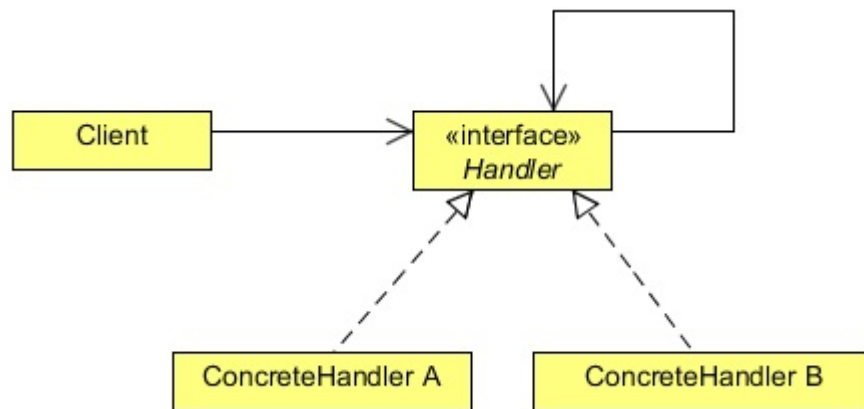 Client
«interface»
Handler
ConcreteHandler A
ConcreteHandler B